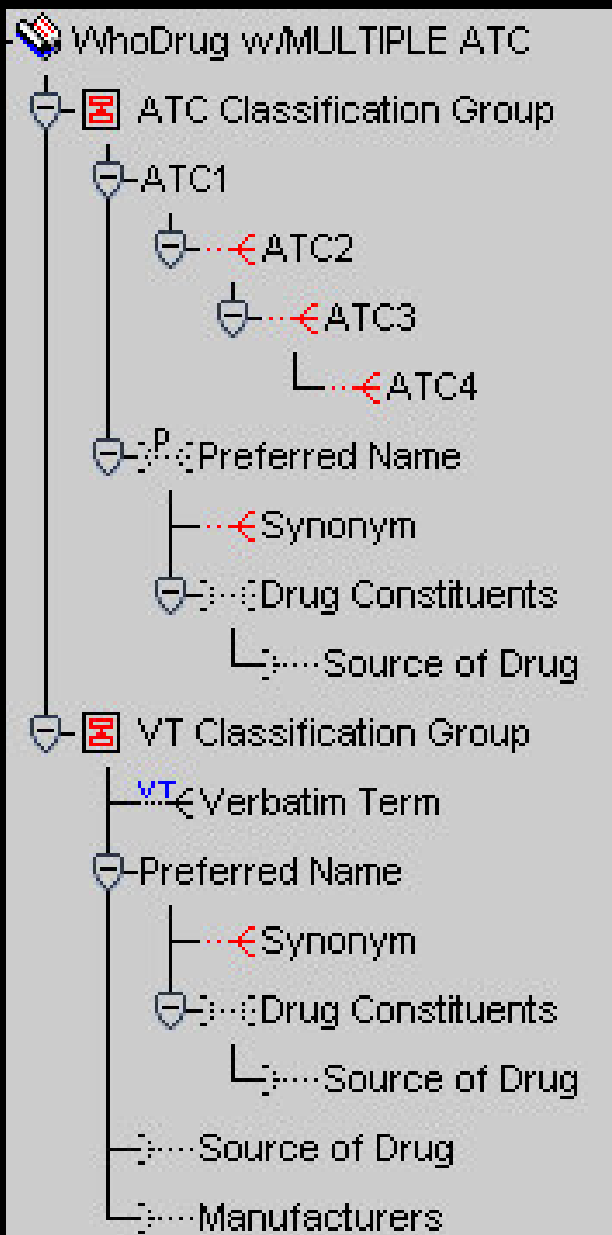 WhoDrug w/MULTIPLE ATC
ATC Classification Group
ATC1
ATC2
ATC3
ATC4
P Preferred Name
Synonym
Drug Constituents
Source of Drug
VT Classification Group
VT Verbatim Term
Preferred Name
Synonym
Drug Constituents
Source of Drug
Source of Drug
Manufacturers